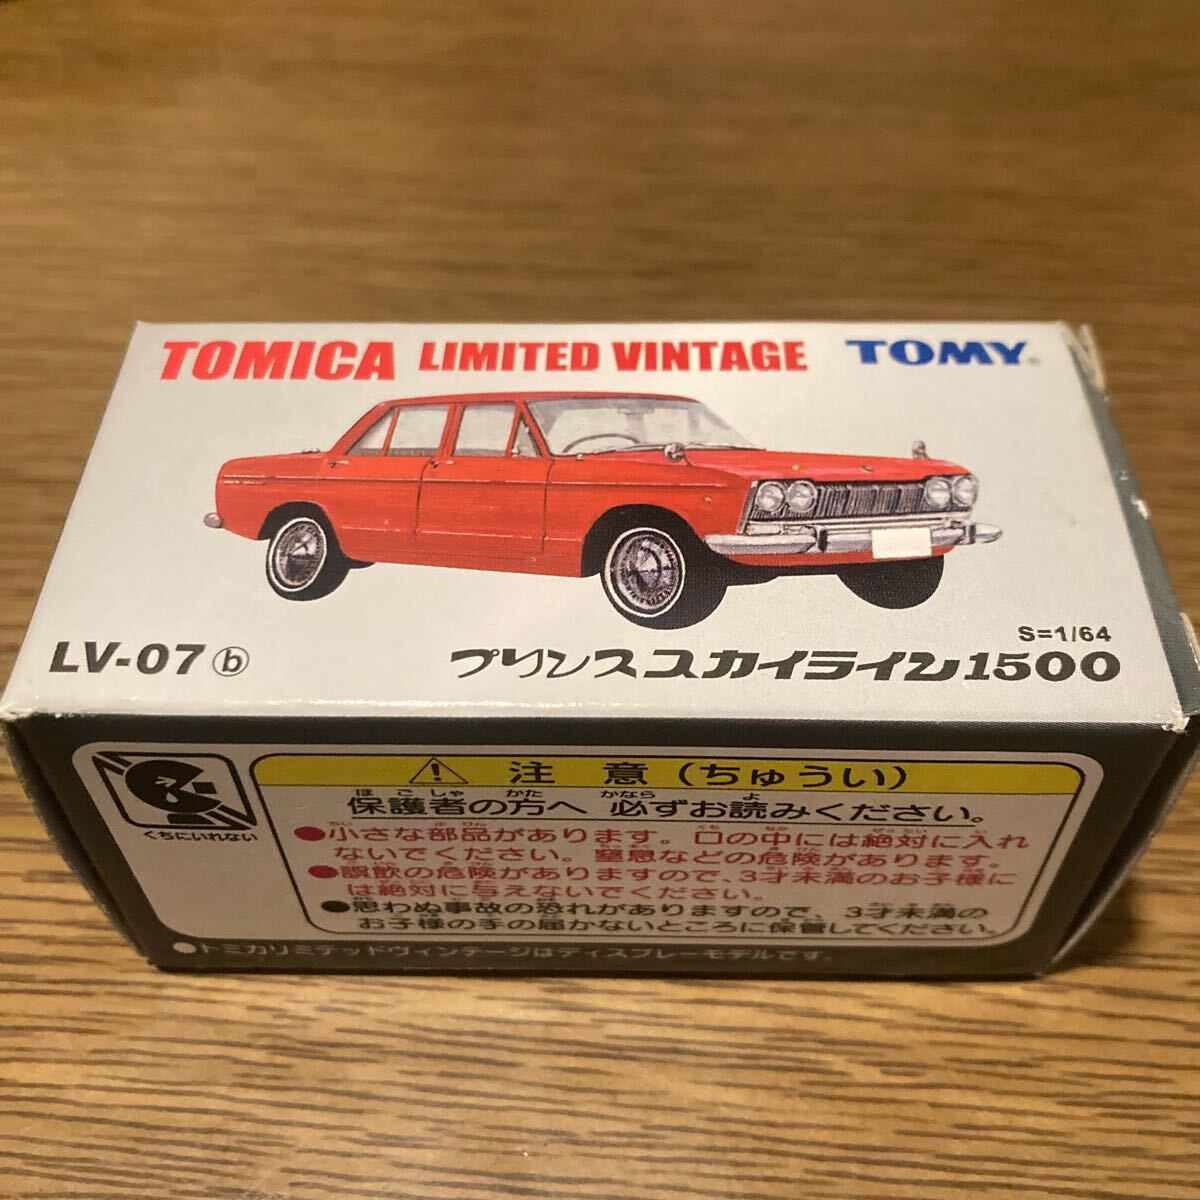 TOMICA LIMITED VINTAGE TOMY®
S=1/64
LV-07 ⓑ プリンススカイライン1500
くちにいれない
⚠ 注意（ちゅうい）
保護者の方へ 必ずお読みください。
●小さな部品があります。口の中には絶対に入れ
ないでください。窒息などの危険があります。
●誤飲の危険がありますので、3才未満のお子様に
は絶対に与えないでください。
●思わぬ事故の恐れがありますので、3才未満の
お子様の手の届かないところに保管してください。
●トミカリミテッドヴィンテージはディスプレーモデルです。